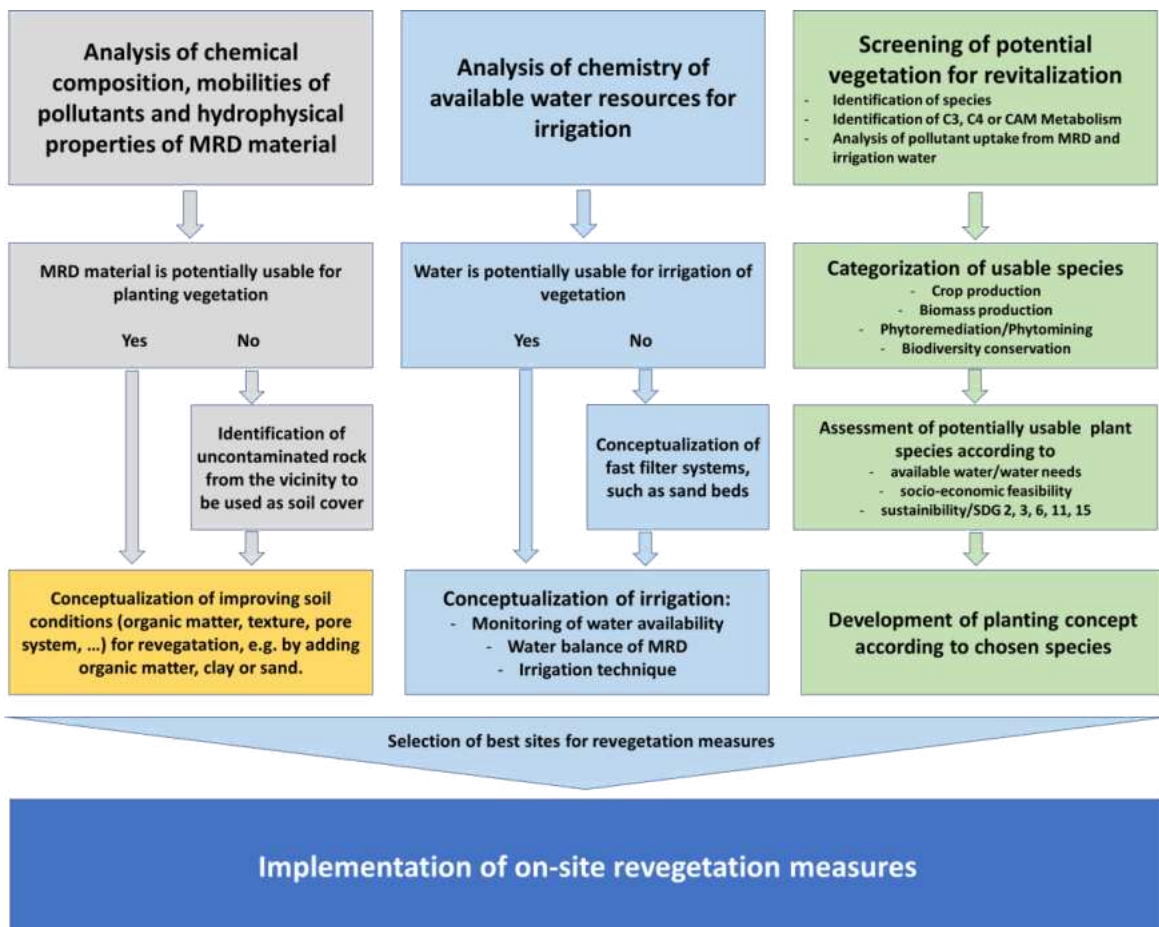 Analysis of chemical
composition, mobilities of
pollutants and hydrophysical
properties of MRD material
MRD material is potentially usable for
planting vegetation
Yes No
Identification of
uncontaminated rock
from the vicinity to
be used as soil cover
Conceptualization of improving soil
conditions (organic matter, texture, pore
system, ...) for revegatation, e.g. by adding
organic matter, clay or sand.
Analysis of chemistry of
available water resources for
irrigation
Water is potentially usable for irrigation of
vegetation
Yes No
Conceptualization of
fast filter systems,
such as sand beds
Conceptualization of irrigation:
- Monitoring of water availability
- Water balance of MRD
- Irrigation technique
Screening of potential
vegetation for revitalization
- Identification of species
- Identification of C3, C4 or CAM Metabolism
- Analysis of pollutant uptake from MRD and
irrigation water
Categorization of usable species
- Crop production
- Biomass production
- Phytoremediation/Phytomining
- Biodiversity conservation
Assessment of potentially usable plant
species according to
- available water/water needs
- socio-economic feasibility
- sustainibility/SDG 2, 3, 6, 11, 15
Development of planting concept
according to chosen species
Selection of best sites for revegetation measures
Implementation of on-site revegetation measures